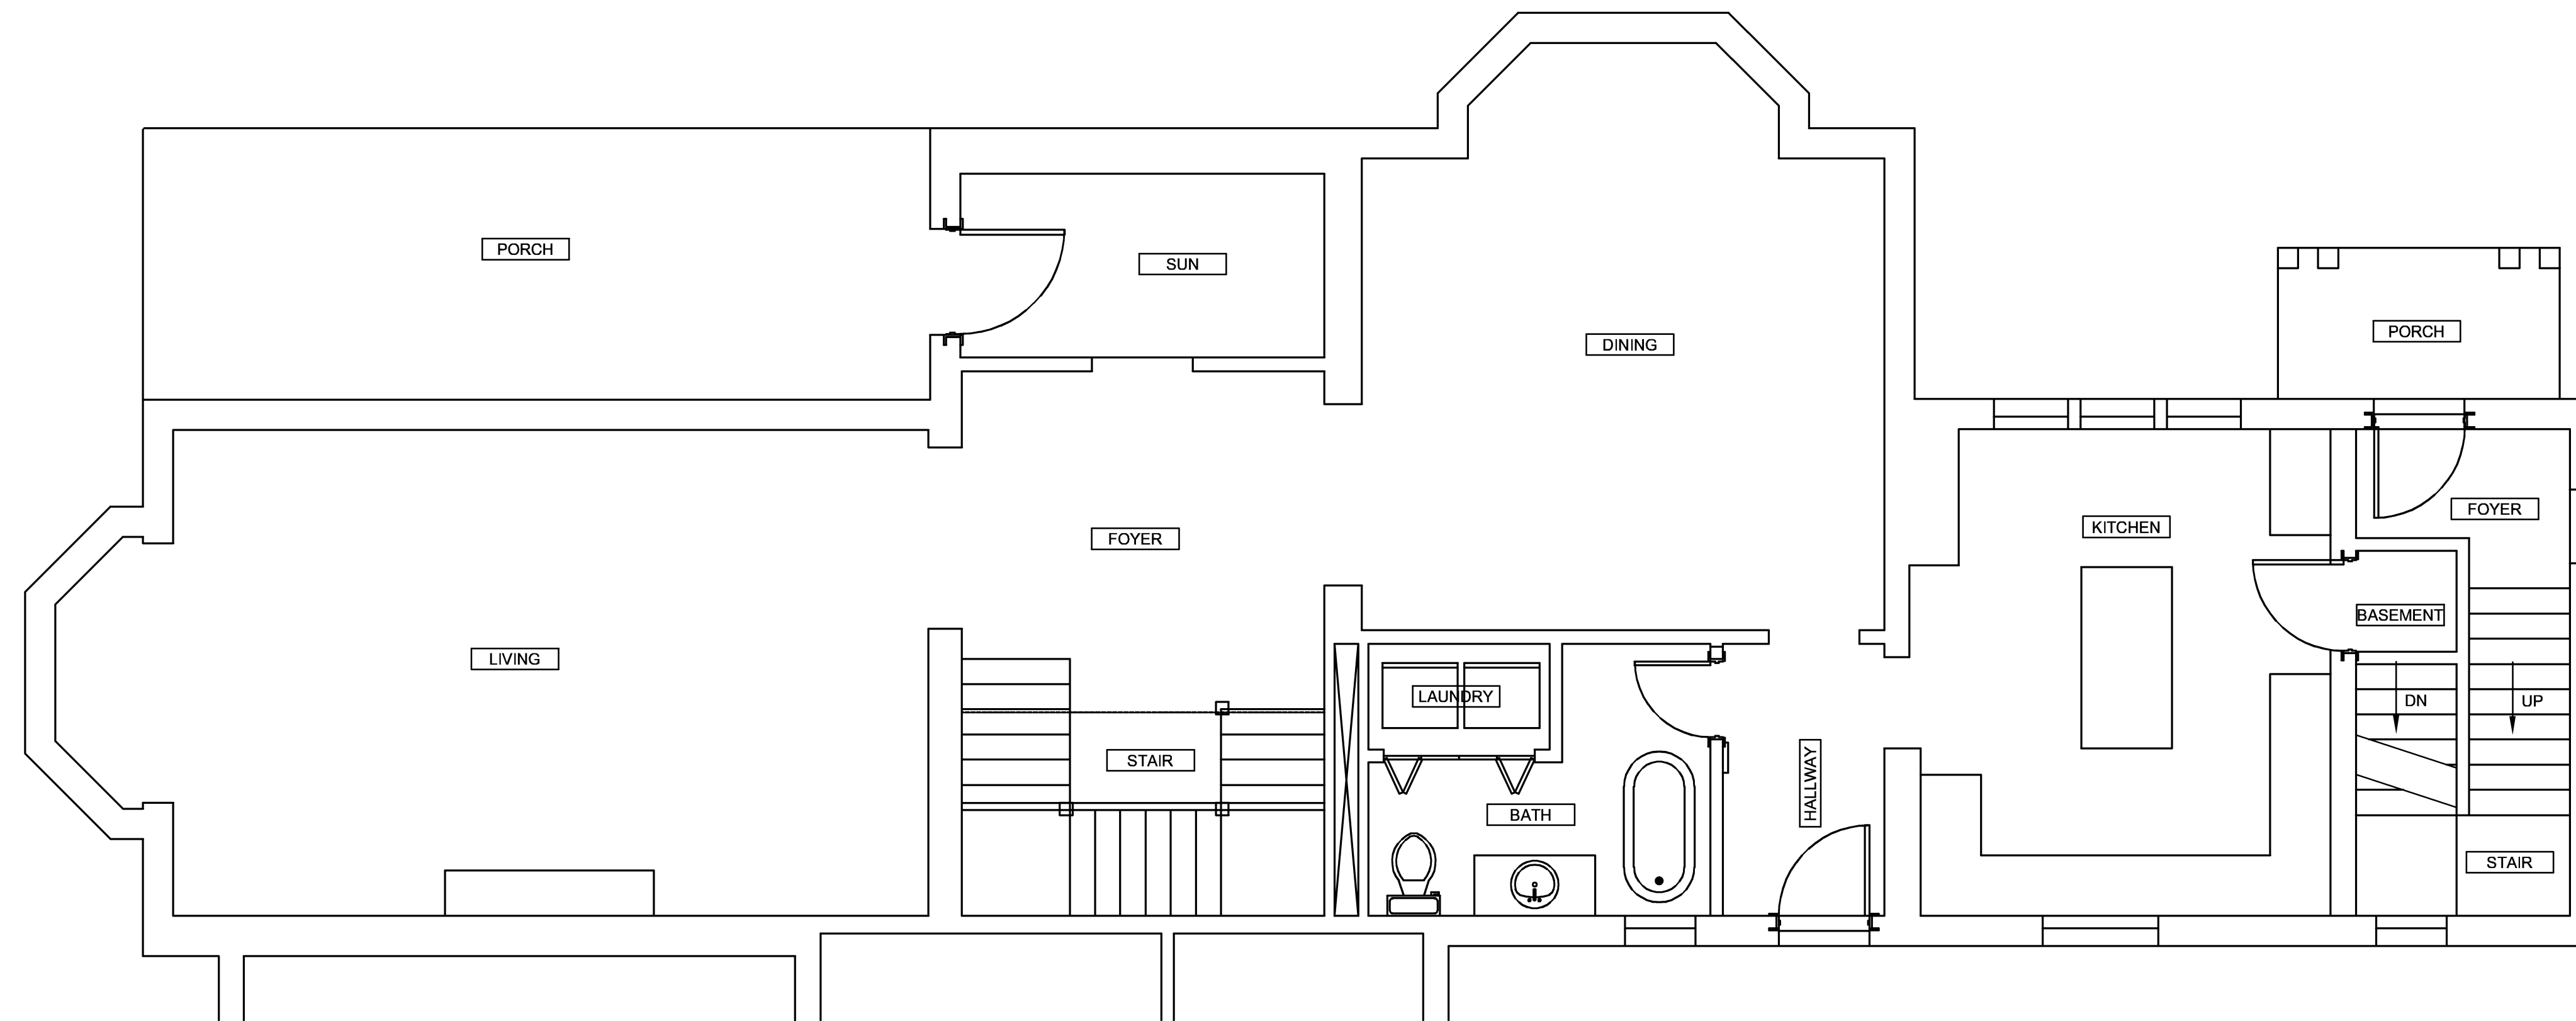 PORCH
SUN
DINING
PORCH
FOYER
KITCHEN
FOYER
BASEMENT
LIVING
LAUNDRY
DN
UP
STAIR
HALLWAY
BATH
STAIR